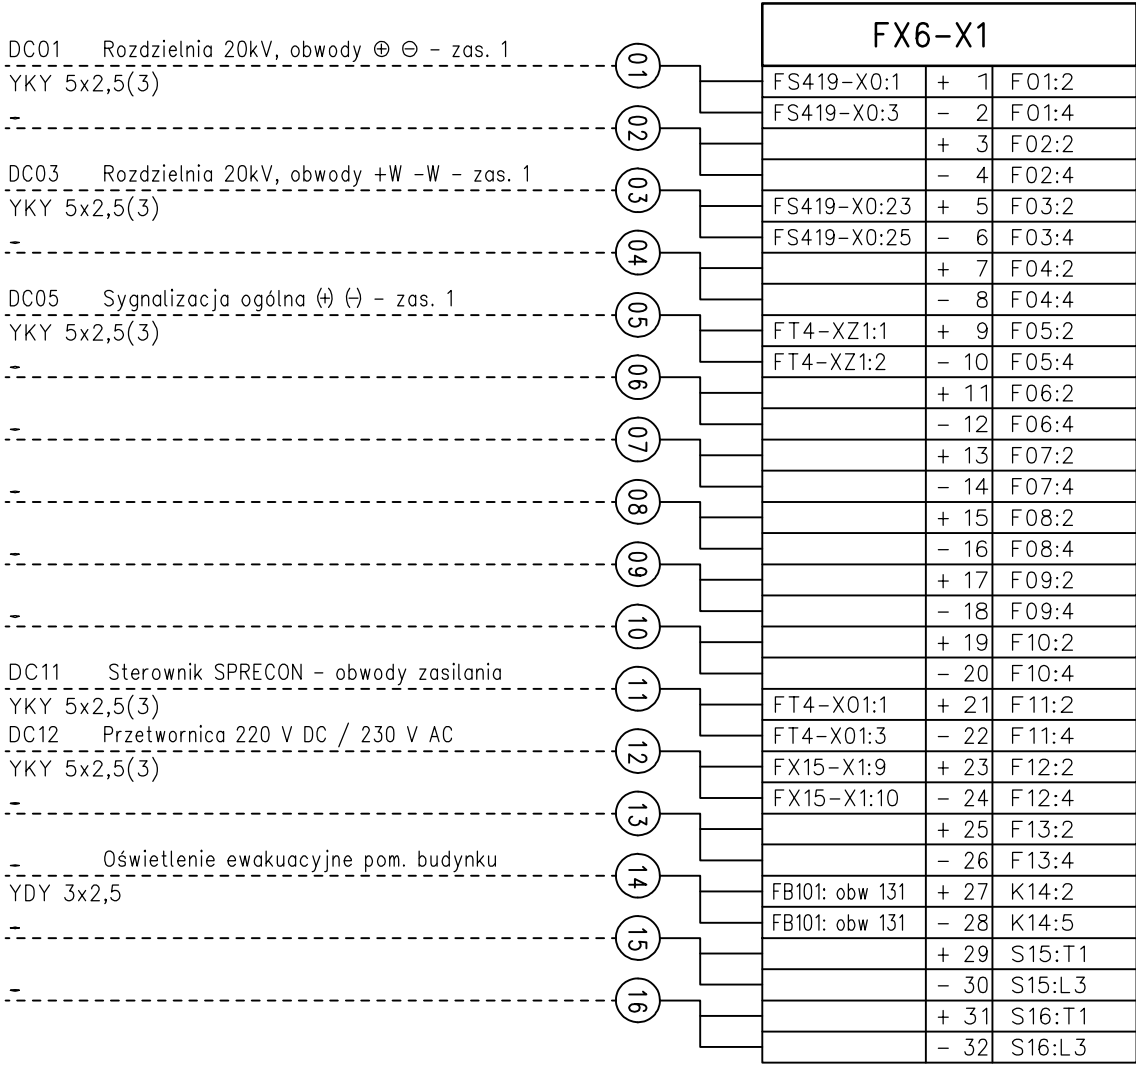 FX6-X1
DC01 Rozdzielnia 20kV, obwody ⊕ ⊖ - zas. 1
YKY 5x2,5(3)
01
FS419-X0:1 + 1 F01:2
FS419-X0:3 - 2 F01:4
-
02
+ 3 F02:2
- 4 F02:4
DC03 Rozdzielnia 20kV, obwody +W -W - zas. 1
YKY 5x2,5(3)
03
FS419-X0:23 + 5 F03:2
FS419-X0:25 - 6 F03:4
-
04
+ 7 F04:2
- 8 F04:4
DC05 Sygnalizacja ogólna (+) (-) - zas. 1
YKY 5x2,5(3)
05
FT4-XZ1:1 + 9 F05:2
FT4-XZ1:2 - 10 F05:4
-
06
+ 11 F06:2
- 12 F06:4
-
07
+ 13 F07:2
- 14 F07:4
-
08
+ 15 F08:2
- 16 F08:4
-
09
+ 17 F09:2
- 18 F09:4
-
10
+ 19 F10:2
- 20 F10:4
DC11 Sterownik SPRECON - obwody zasilania
YKY 5x2,5(3)
11
FT4-X01:1 + 21 F11:2
FT4-X01:3 - 22 F11:4
DC12 Przetwornica 220 V DC / 230 V AC
YKY 5x2,5(3)
12
FX15-X1:9 + 23 F12:2
FX15-X1:10 - 24 F12:4
-
13
+ 25 F13:2
- 26 F13:4
- Oświetlenie ewakuacyjne pom. budynku
YDY 3x2,5
14
FB101: obw 131 + 27 K14:2
FB101: obw 131 - 28 K14:5
-
15
+ 29 S15:T1
- 30 S15:L3
-
16
+ 31 S16:T1
- 32 S16:L3